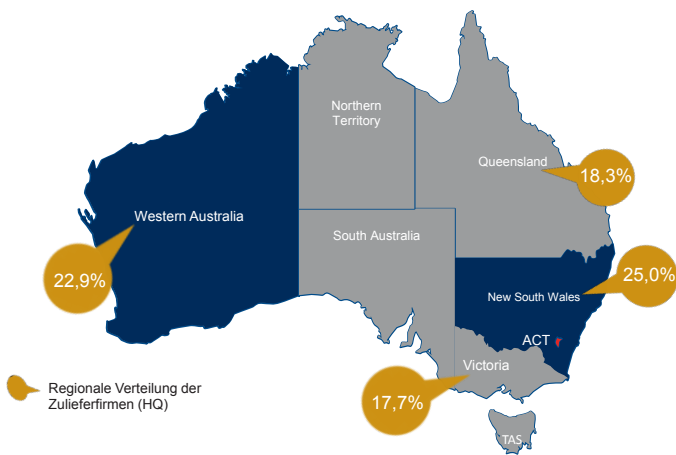 Northern
Territory
Queensland
18,3%
Western Australia
South Australia
22,9%
25,0%
New South Wales
ACT
Victoria
17,7%
Regionale Verteilung der
Zulieferfirmen (HQ)
TAS